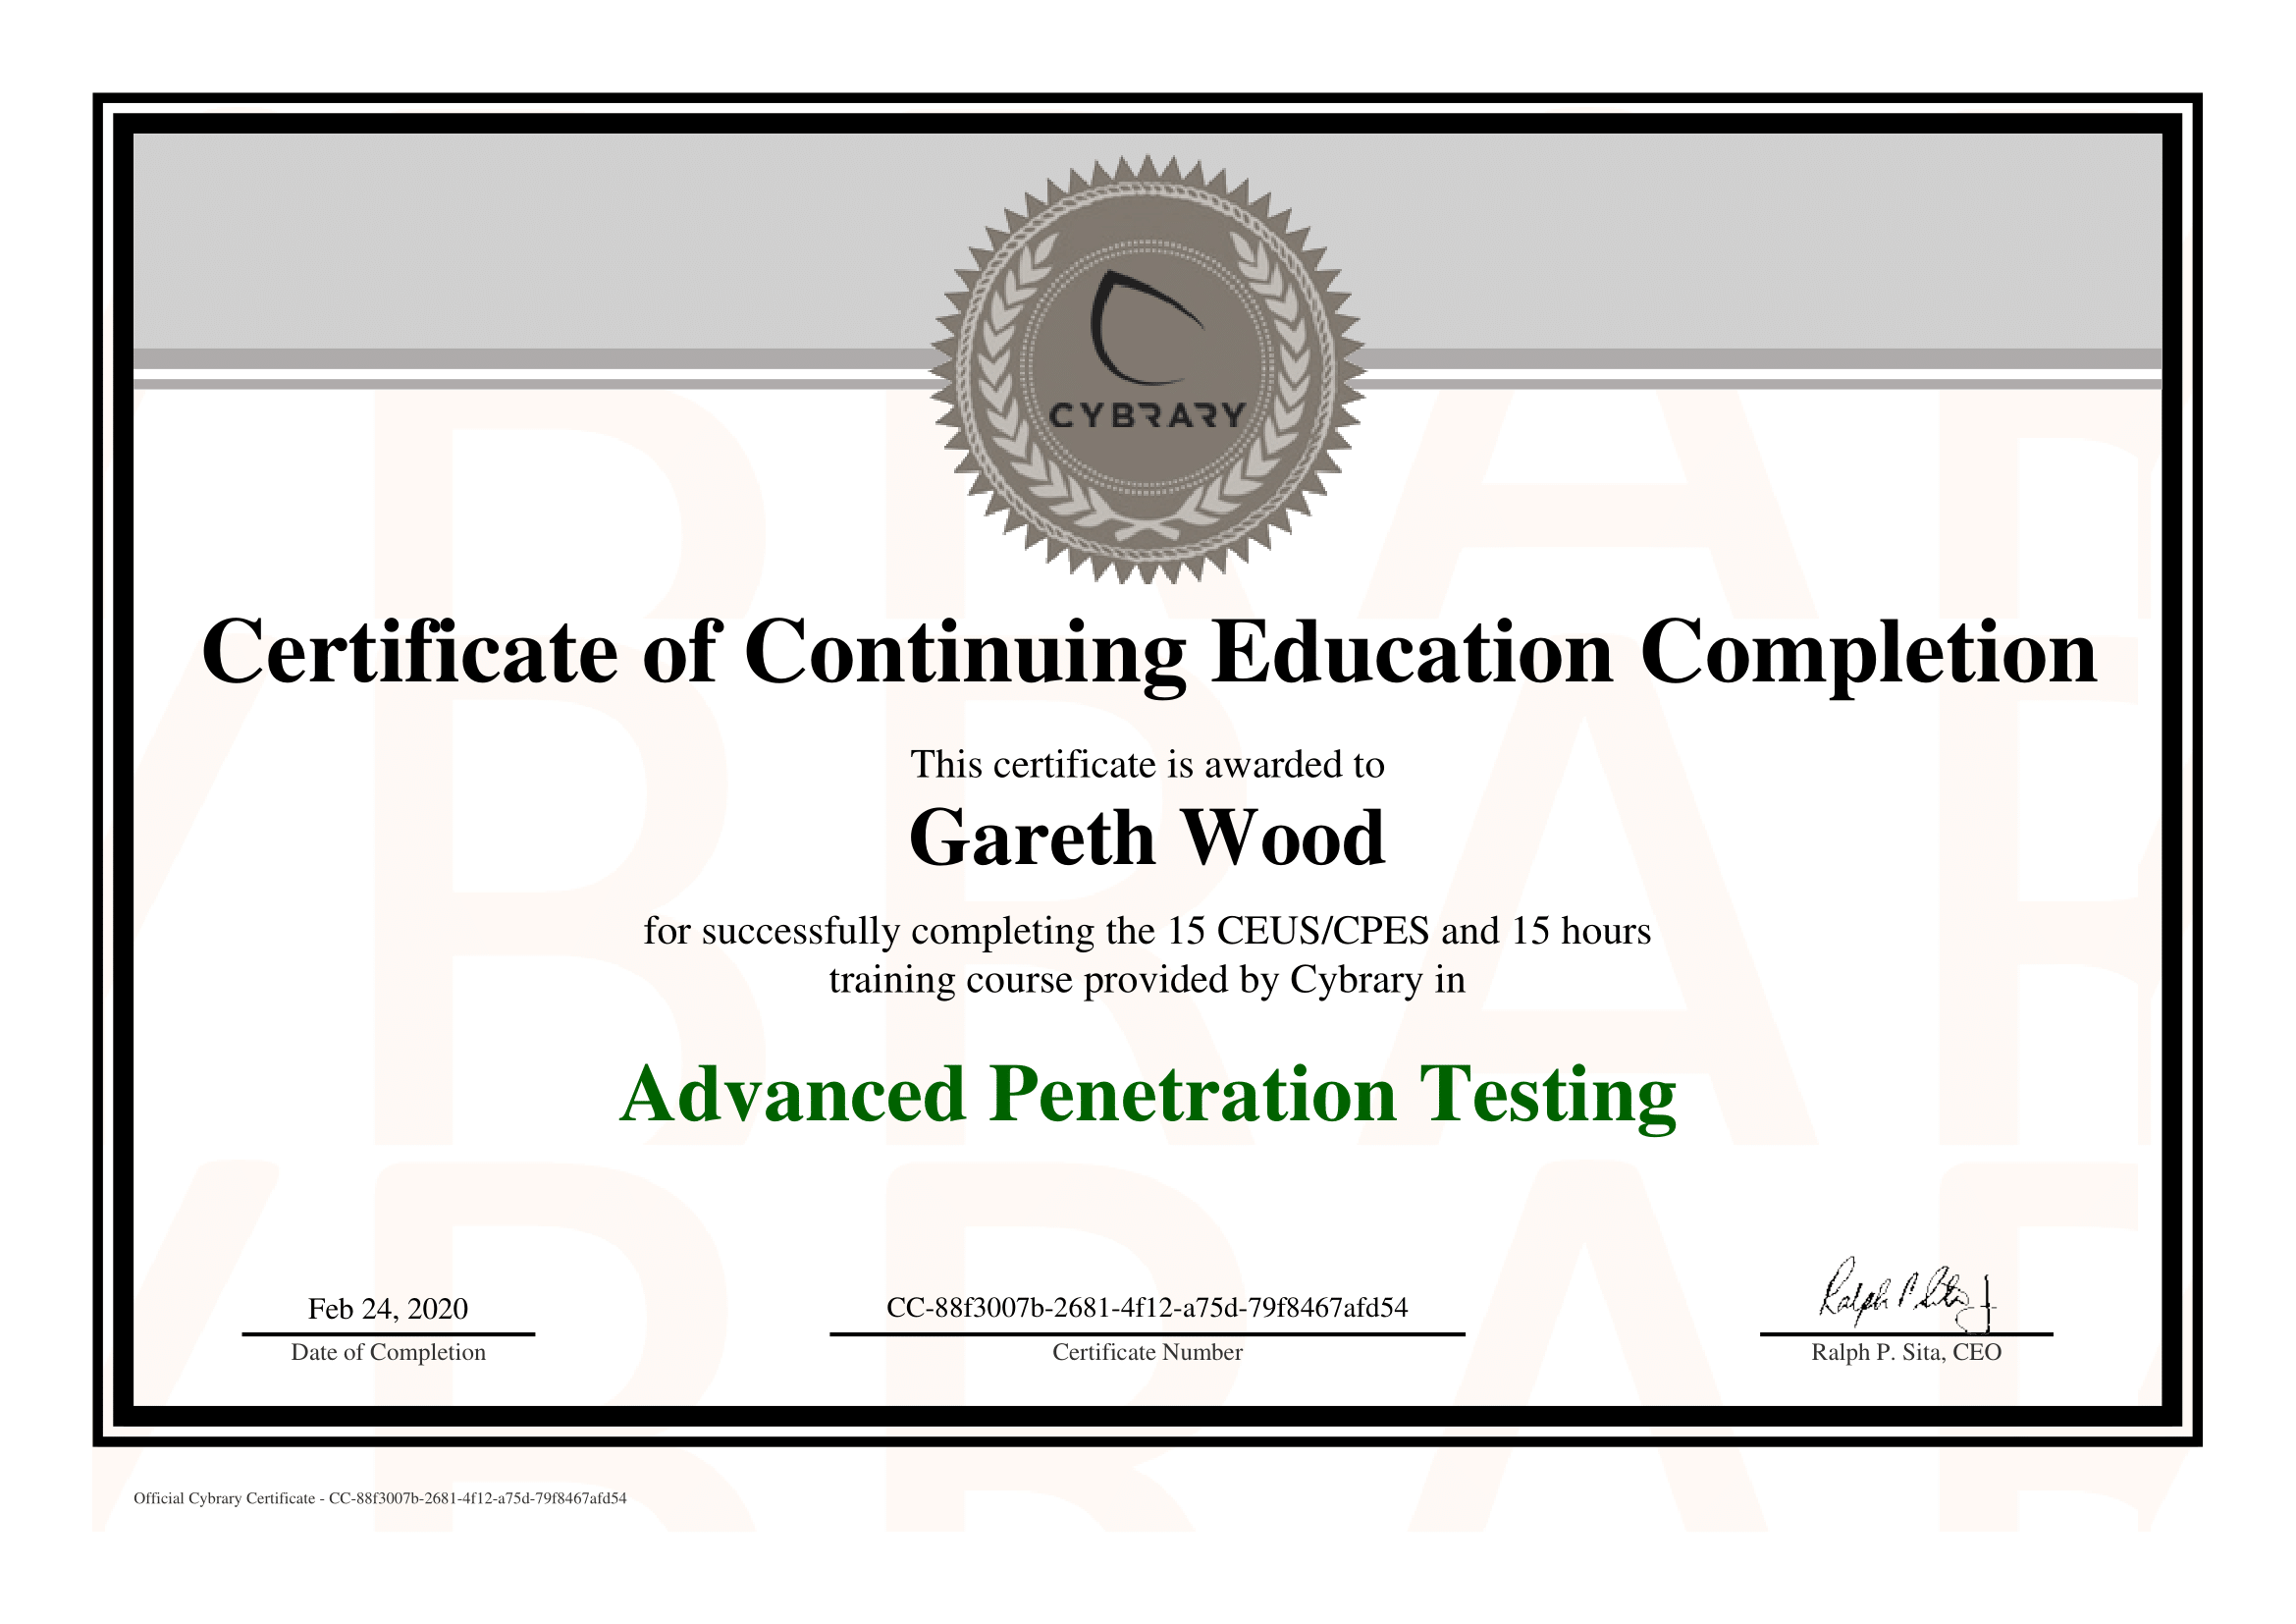 CYBRARY
Certificate of Continuing Education Completion
This certificate is awarded to
Gareth Wood
for successfully completing the 15 CEUS/CPES and 15 hours
training course provided by Cybrary in
Advanced Penetration Testing
Feb 24, 2020
Date of Completion
CC-88f3007b-2681-4f12-a75d-79f8467afd54
Certificate Number
Ralph P. Sita, CEO
Official Cybrary Certificate - CC-88f3007b-2681-4f12-a75d-79f8467afd54